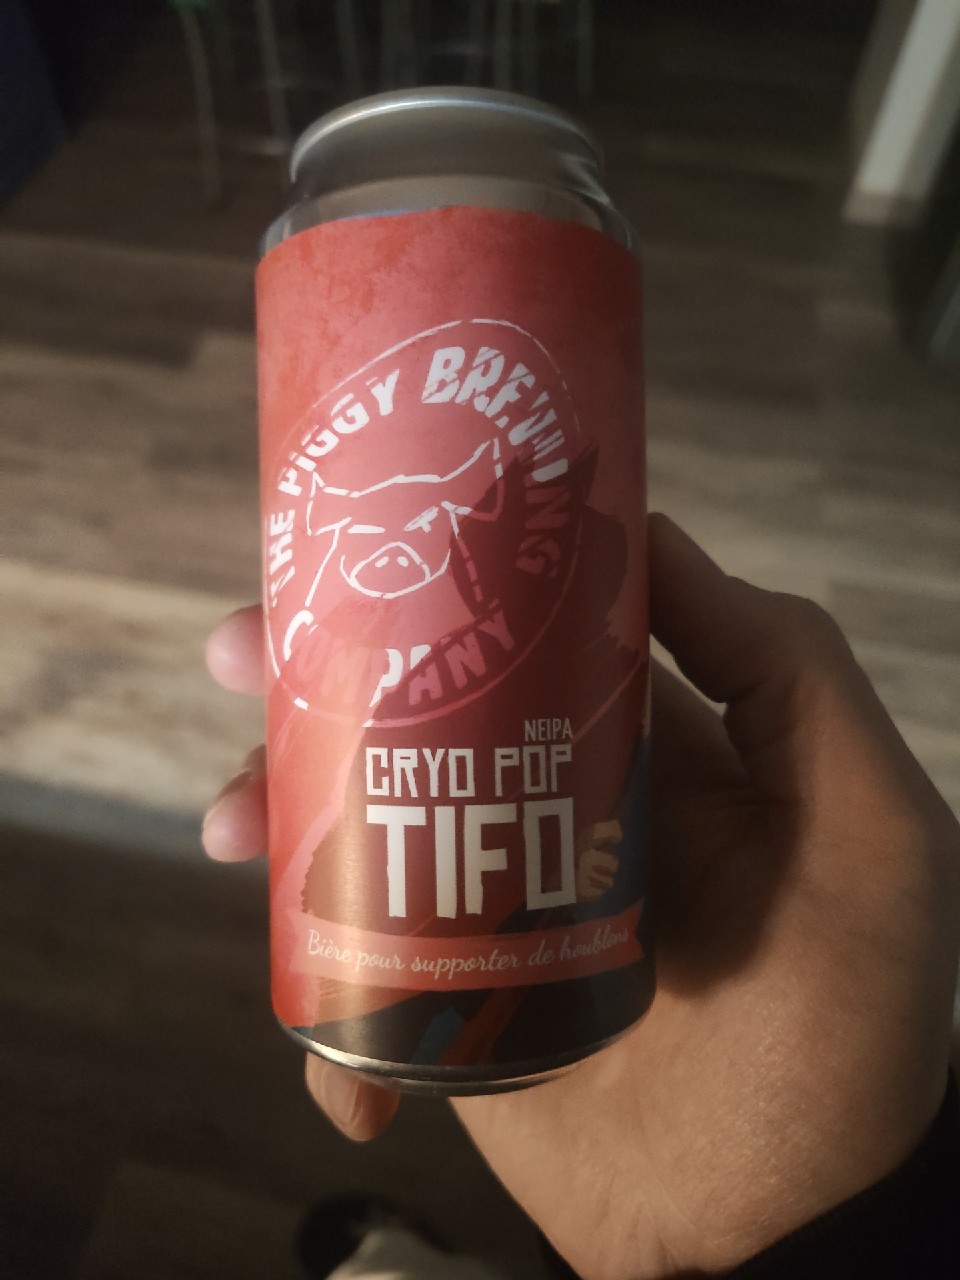 THE PIGGY BREWING
COMPANY
NEIPA
CRYO POP
TIFO
Bière pour supporter de houblons